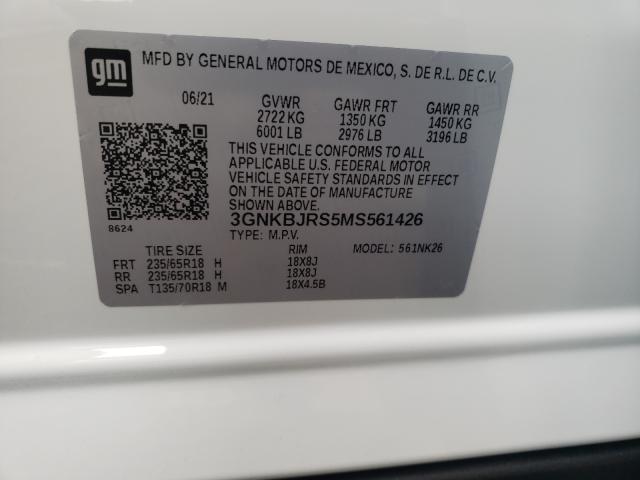 gm
MFD BY GENERAL MOTORS DE MEXICO, S. DE R.L. DE C.V.
06/21 GVWR GAWR FRT GAWR RR
2722 KG 1350 KG 1450 KG
6001 LB 2976 LB 3196 LB
THIS VEHICLE CONFORMS TO ALL
APPLICABLE U.S. FEDERAL MOTOR
VEHICLE SAFETY STANDARDS IN EFFECT
ON THE DATE OF MANUFACTURE
SHOWN ABOVE.
3GNKBJRS5MS561426
8624
TYPE: M.P.V. MODEL: 561NK26
TIRE SIZE RIM
FRT 235/65R18 H 18X8J
RR 235/65R18 H 18X8J
SPA T135/70R18 M 18X4.5B